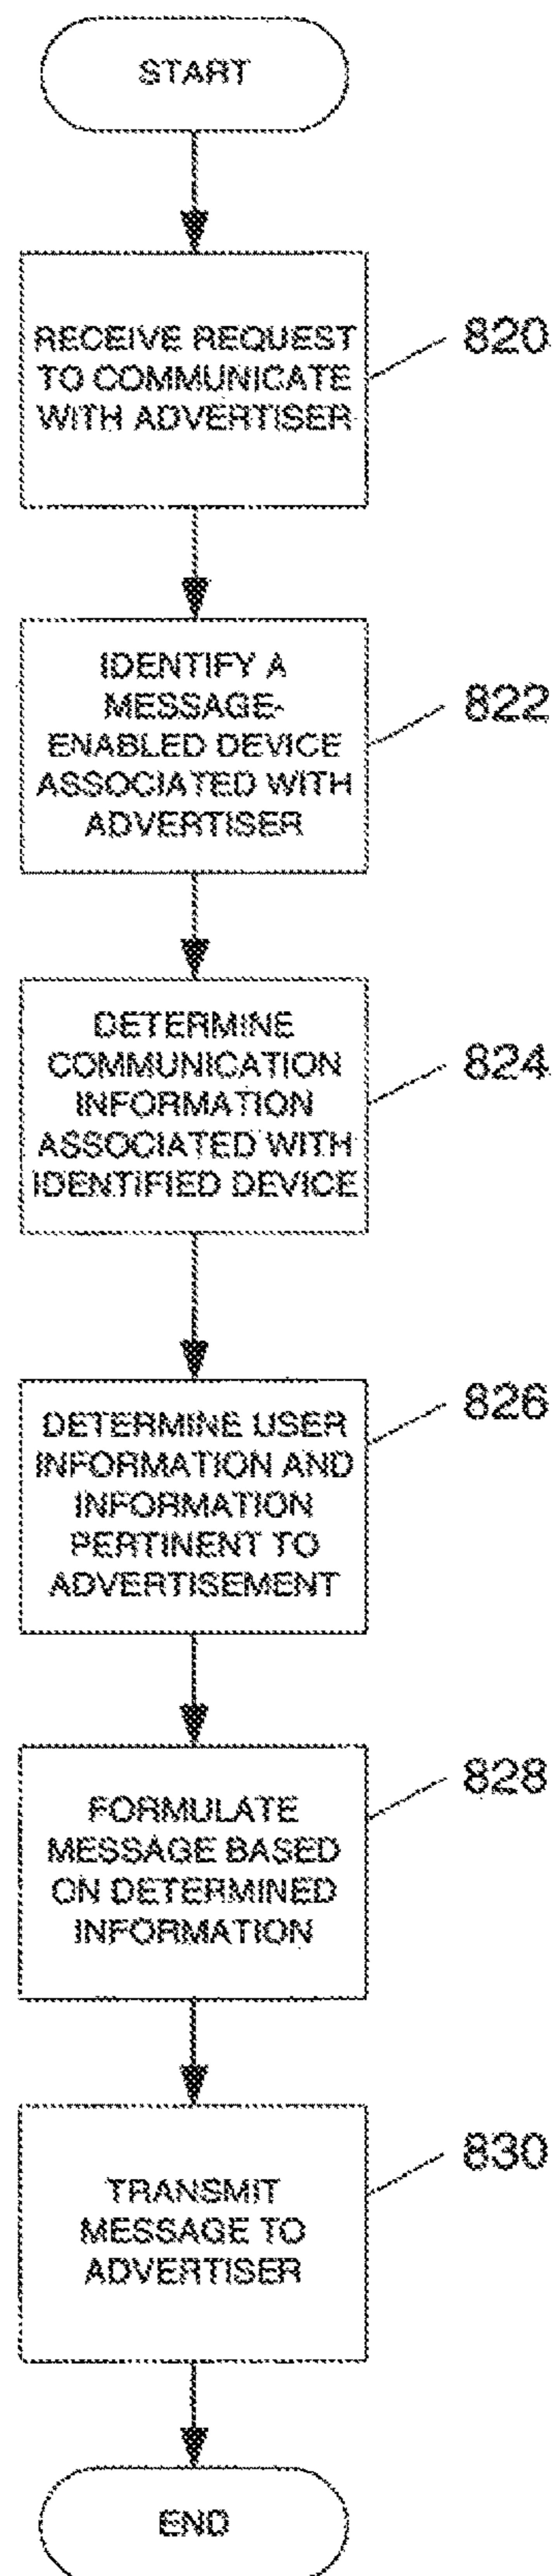 START
RECEIVE REQUEST
TO COMMUNICATE
WITH ADVERTISER
820
IDENTIFY A
MESSAGE-
ENABLED DEVICE
ASSOCIATED WITH
ADVERTISER
822
DETERMINE
COMMUNICATION
INFORMATION
ASSOCIATED WITH
IDENTIFIED DEVICE
824
DETERMINE USER
INFORMATION AND
INFORMATION
PERTINENT TO
ADVERTISEMENT
826
FORMULATE
MESSAGE BASED
ON DETERMINED
INFORMATION
828
TRANSMIT
MESSAGE TO
ADVERTISER
830
END